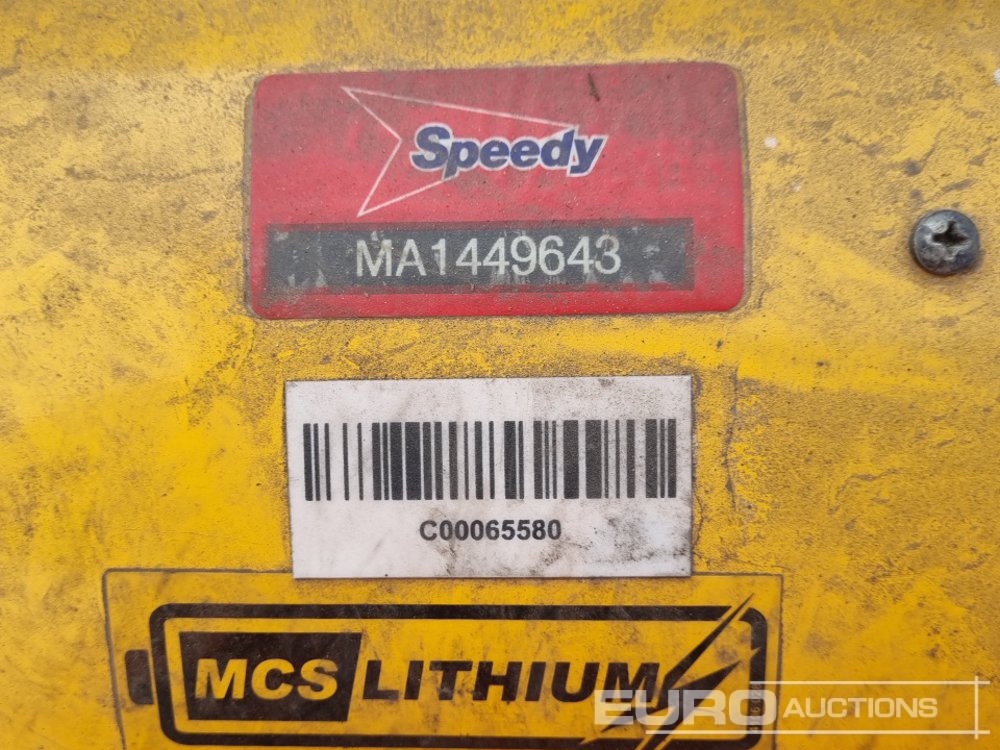 Speedy
MA1449643
C00065580
MCS LITHIUM
EURO AUCTIONS